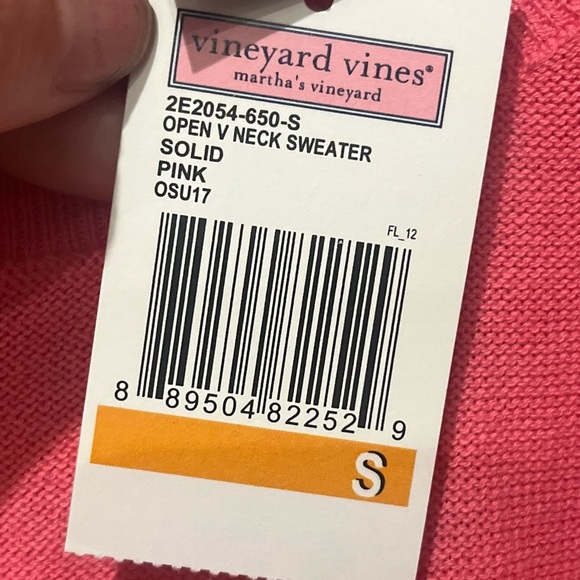 vineyard vines®
martha's vineyard
2E2054-650-S
OPEN V NECK SWEATER
SOLID
PINK
OSU17
FL_12
8 89504 82252 9
S